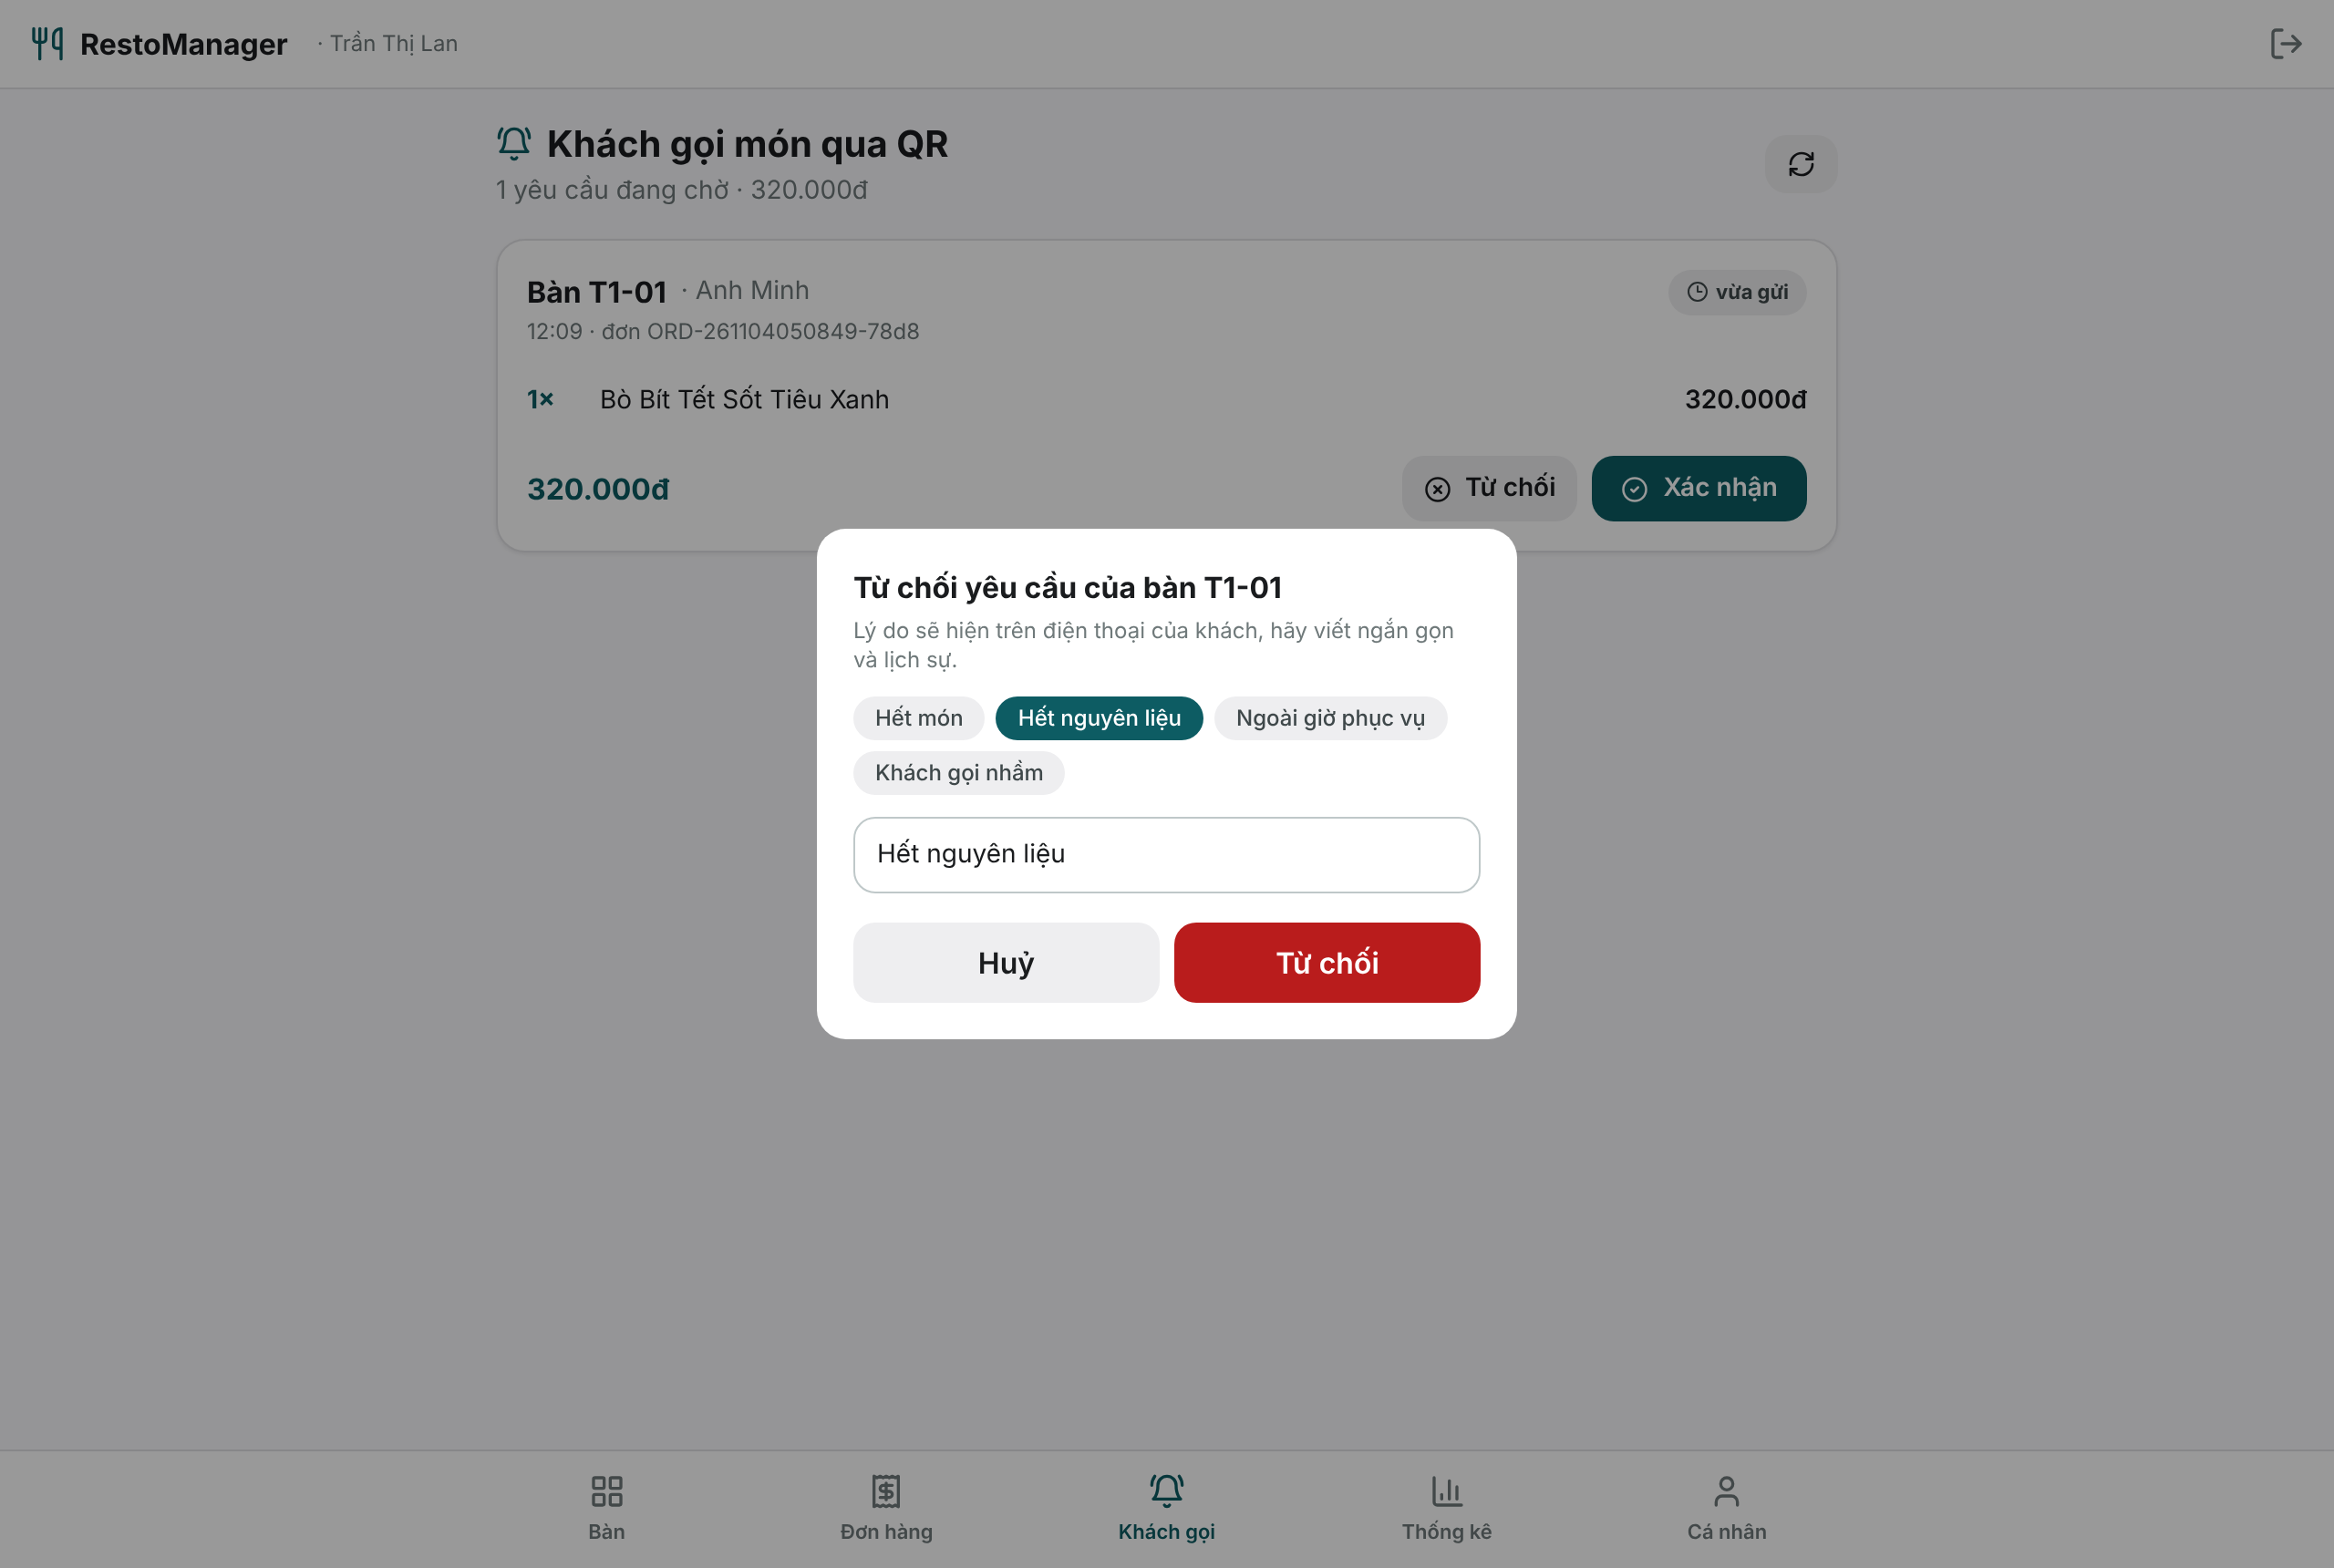 RestoManager · Trần Thị Lan
Khách gọi món qua QR
1 yêu cầu đang chờ · 320.000đ
Bàn T1-01 · Anh Minh
vừa gửi
12:09 · đơn ORD-261104050849-78d8
1× Bò Bít Tết Sốt Tiêu Xanh 320.000đ
320.000đ
Từ chối
Xác nhận
Từ chối yêu cầu của bàn T1-01
Lý do sẽ hiện trên điện thoại của khách, hãy viết ngắn gọn
và lịch sự.
Hết món
Hết nguyên liệu
Ngoài giờ phục vụ
Khách gọi nhầm
Hết nguyên liệu
Huỷ
Từ chối
Bàn
Đơn hàng
Khách gọi
Thống kê
Cá nhân